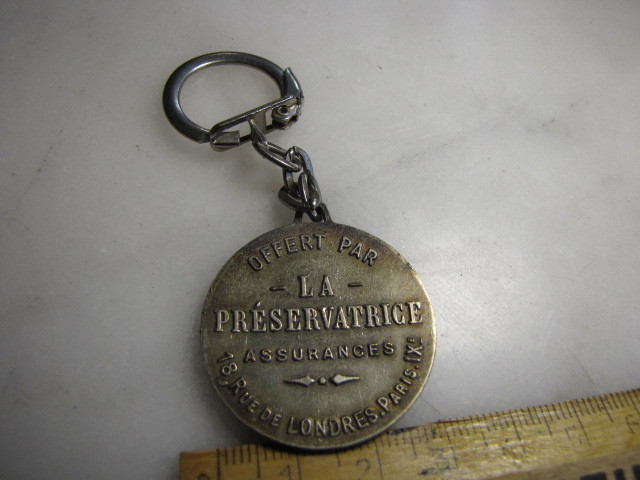 OFFERT PAR
- LA -
PRÉSERVATRICE
ASSURANCES
18, RUE DE LONDRES. PARIS. IXᵉ